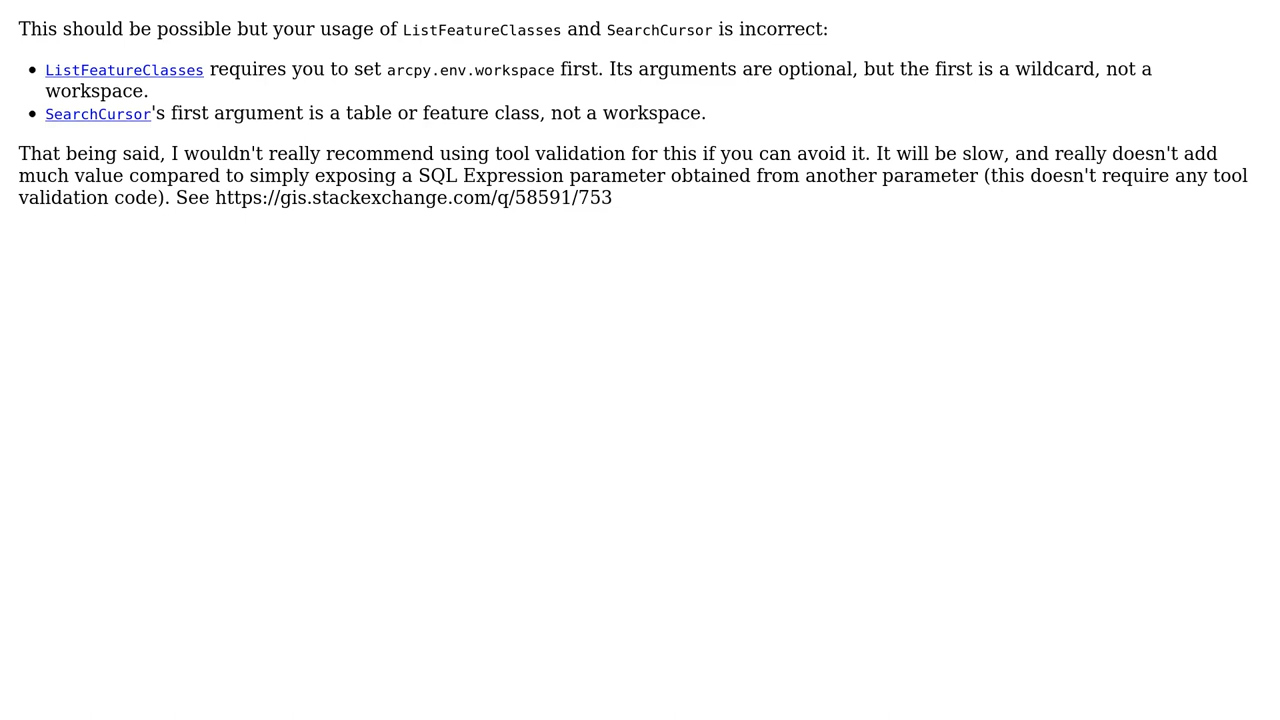 This should be possible but your usage of ListFeatureClasses and SearchCursor is incorrect:
• ListFeatureClasses requires you to set arcpy.env.workspace first. Its arguments are optional, but the first is a wildcard, not a
workspace.
• SearchCursor's first argument is a table or feature class, not a workspace.
That being said, I wouldn't really recommend using tool validation for this if you can avoid it. It will be slow, and really doesn't add
much value compared to simply exposing a SQL Expression parameter obtained from another parameter (this doesn't require any tool
validation code). See https://gis.stackexchange.com/q/58591/753